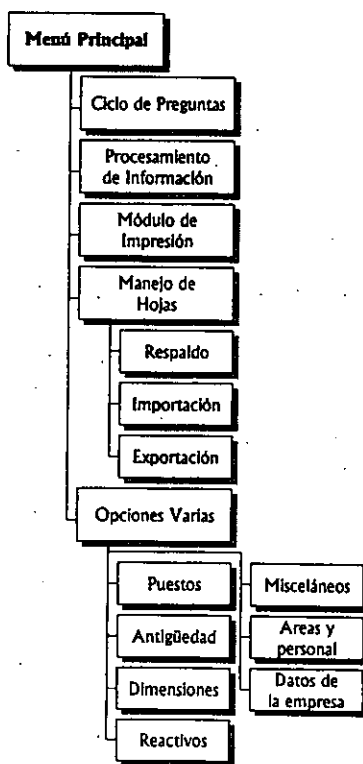 Menú Principal
Ciclo de Preguntas
Procesamiento
de Información
Módulo de
Impresión
Manejo de
Hojas
Respaldo
Importación
Exportación
Opciones Varias
Puestos
Antigüedad
Dimensiones
Reactivos
Misceláneos
Areas y
personal
Datos de
la empresa